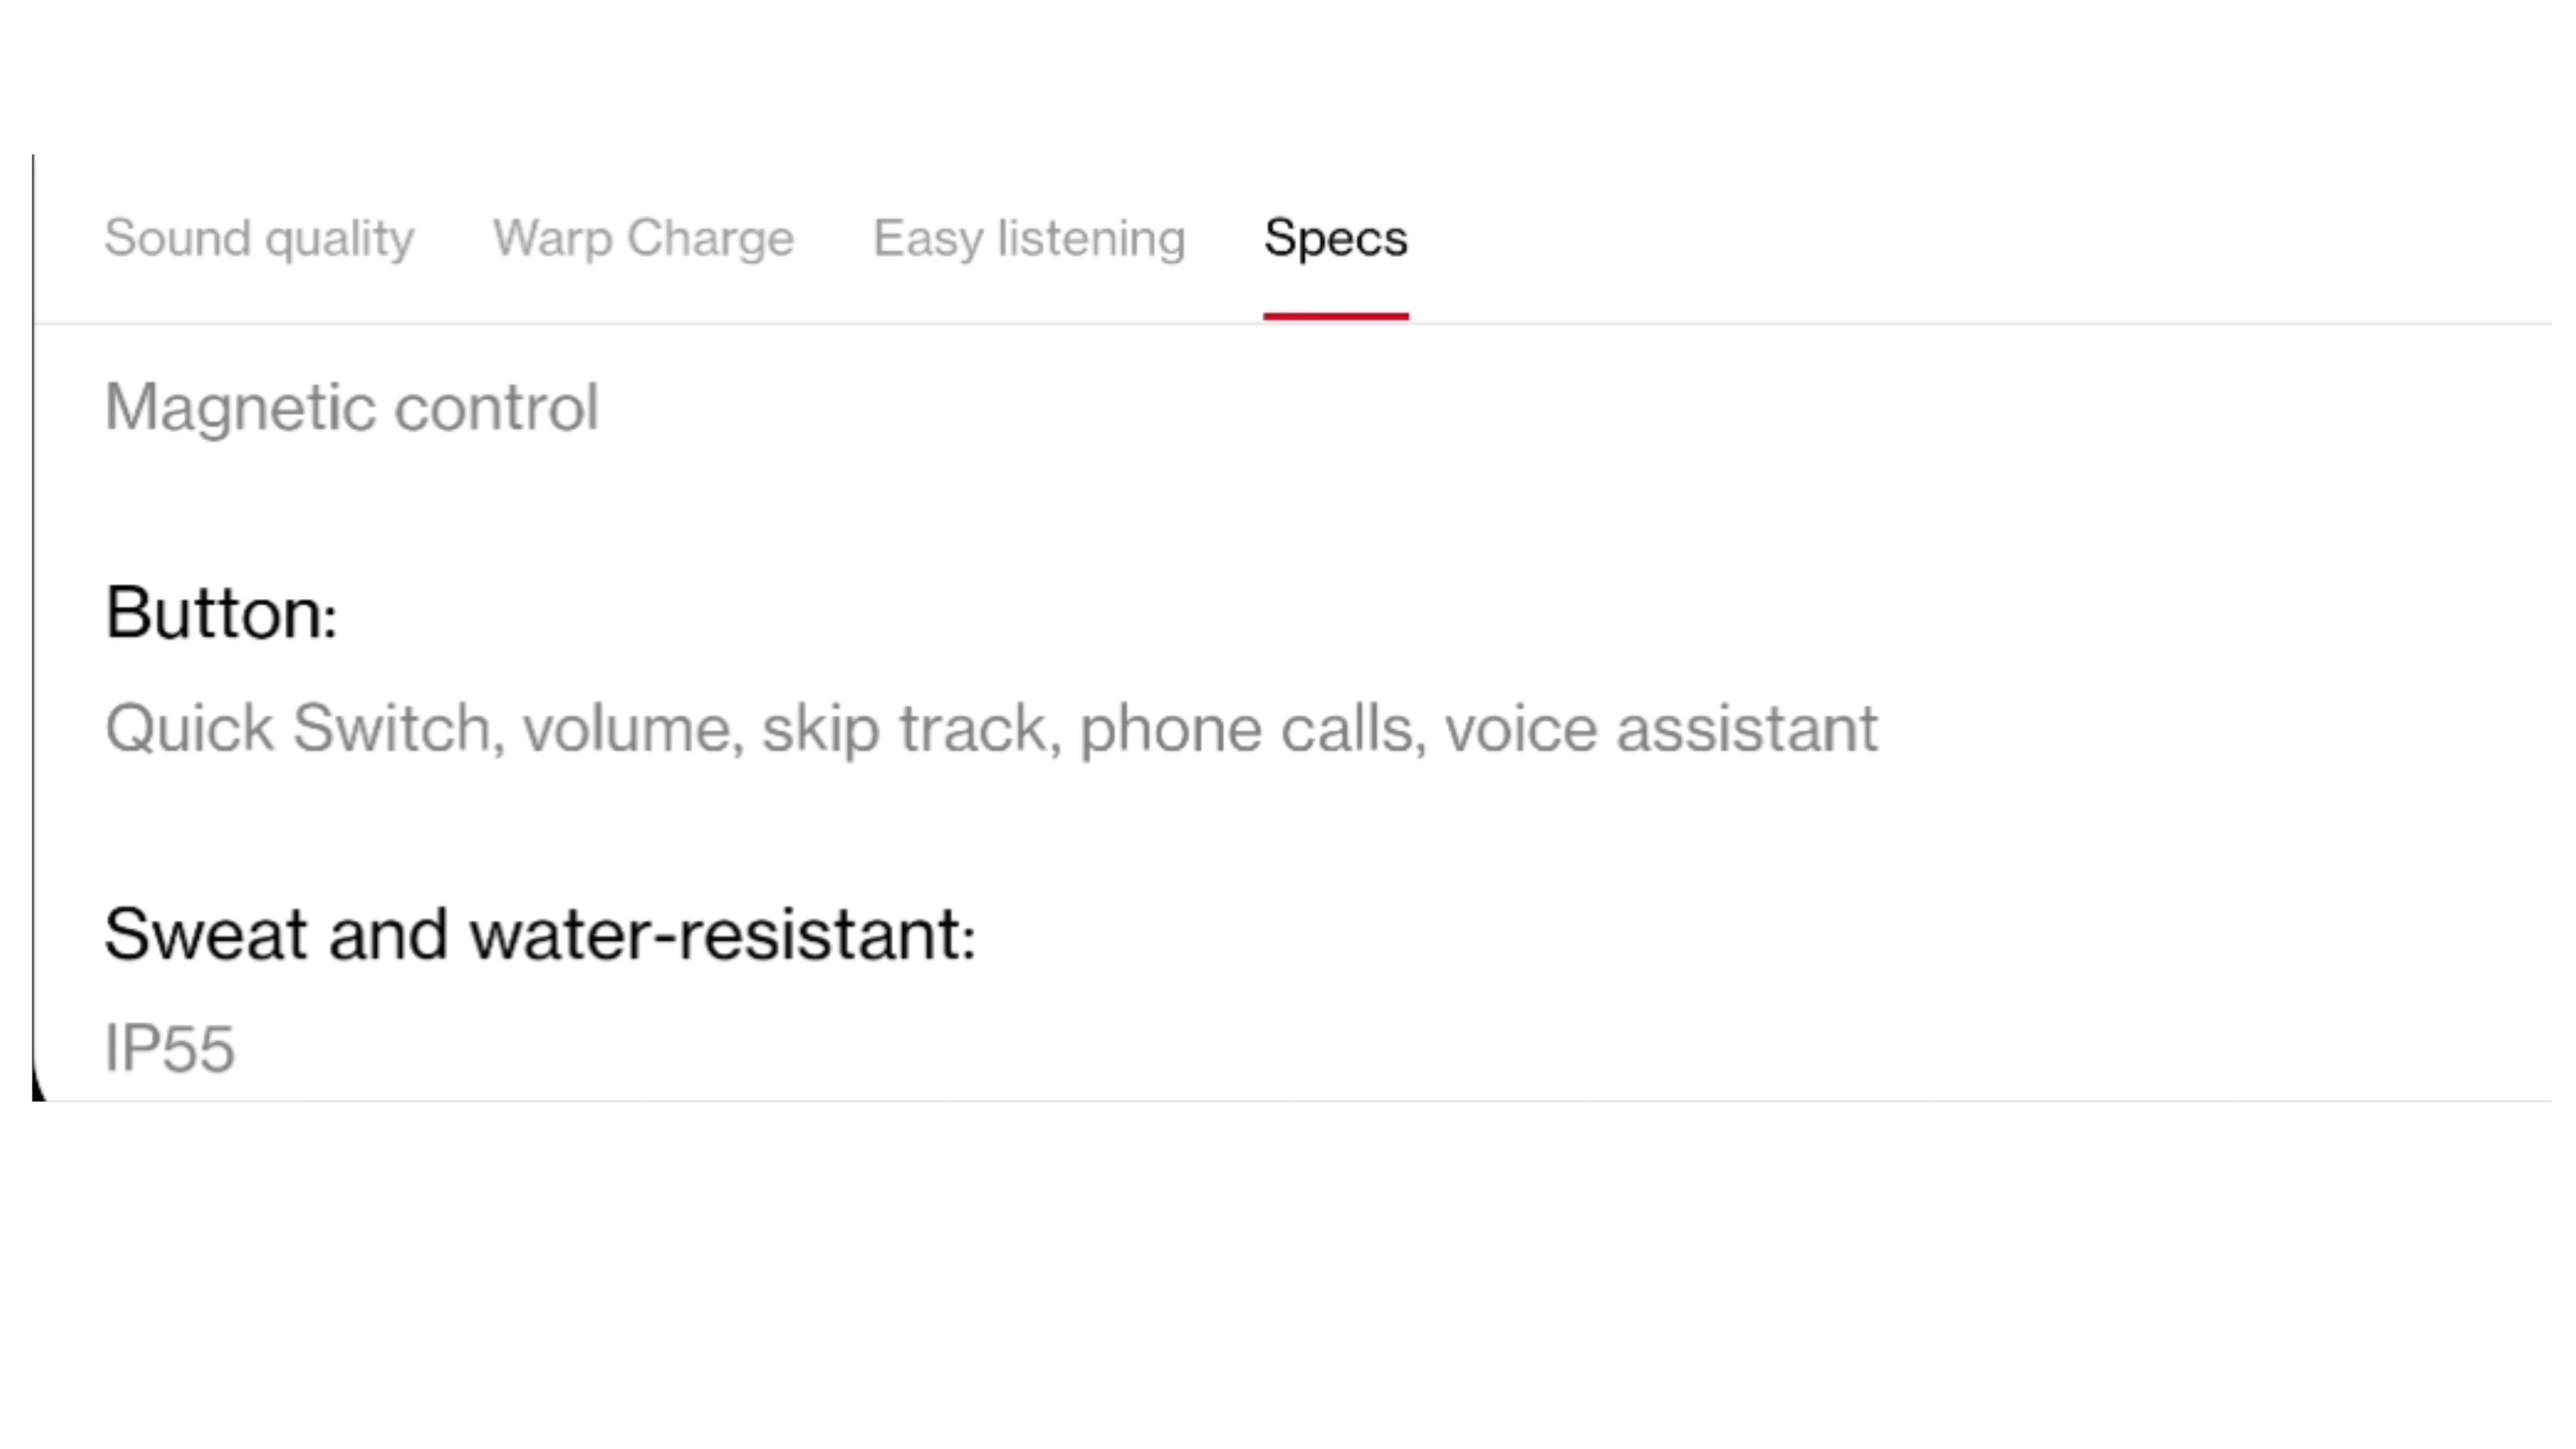 Sound quality Warp Charge Easy listening Specs
Magnetic control
Button:
Quick Switch, volume, skip track, phone calls, voice assistant
Sweat and water-resistant:
IP55